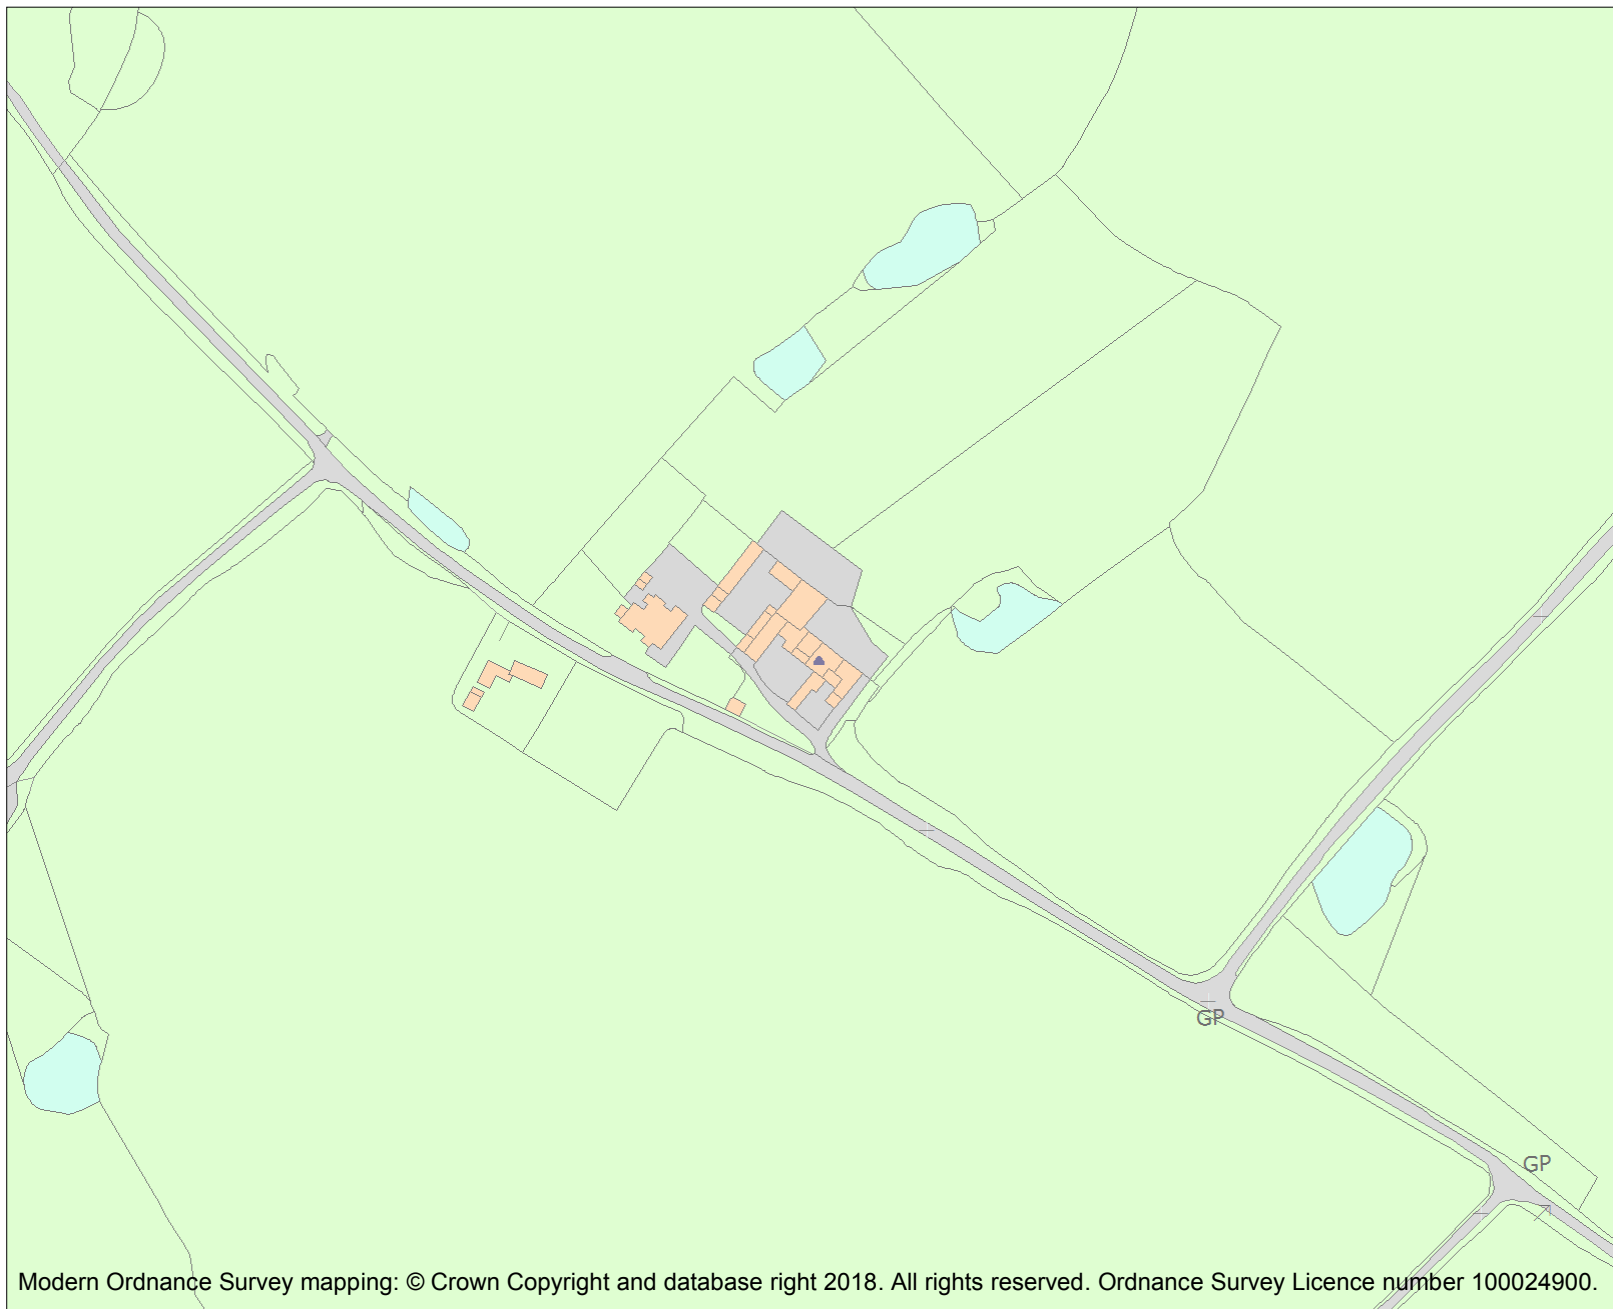 GP
GP
Modern Ordnance Survey mapping: © Crown Copyright and database right 2018. All rights reserved. Ordnance Survey Licence number 100024900.